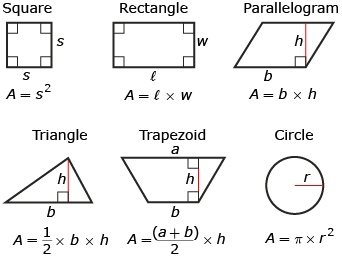 Square Rectangle Parallelogram
s w h
s ℓ b
A = s² A = ℓ × w A = b × h
Triangle Trapezoid Circle
a
h h r
b b
A = 1/2 × b × h A = (a + b)/2 × h A = π × r²